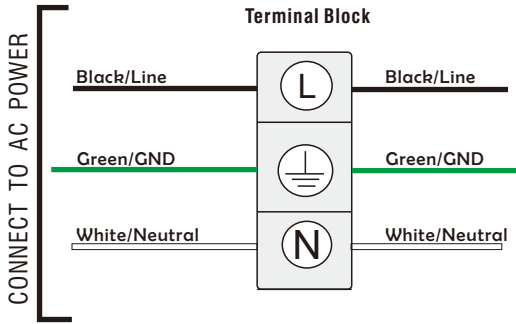 Terminal Block
CONNECT TO AC POWER
Black/Line
L
Black/Line
Green/GND
Green/GND
White/Neutral
N
White/Neutral